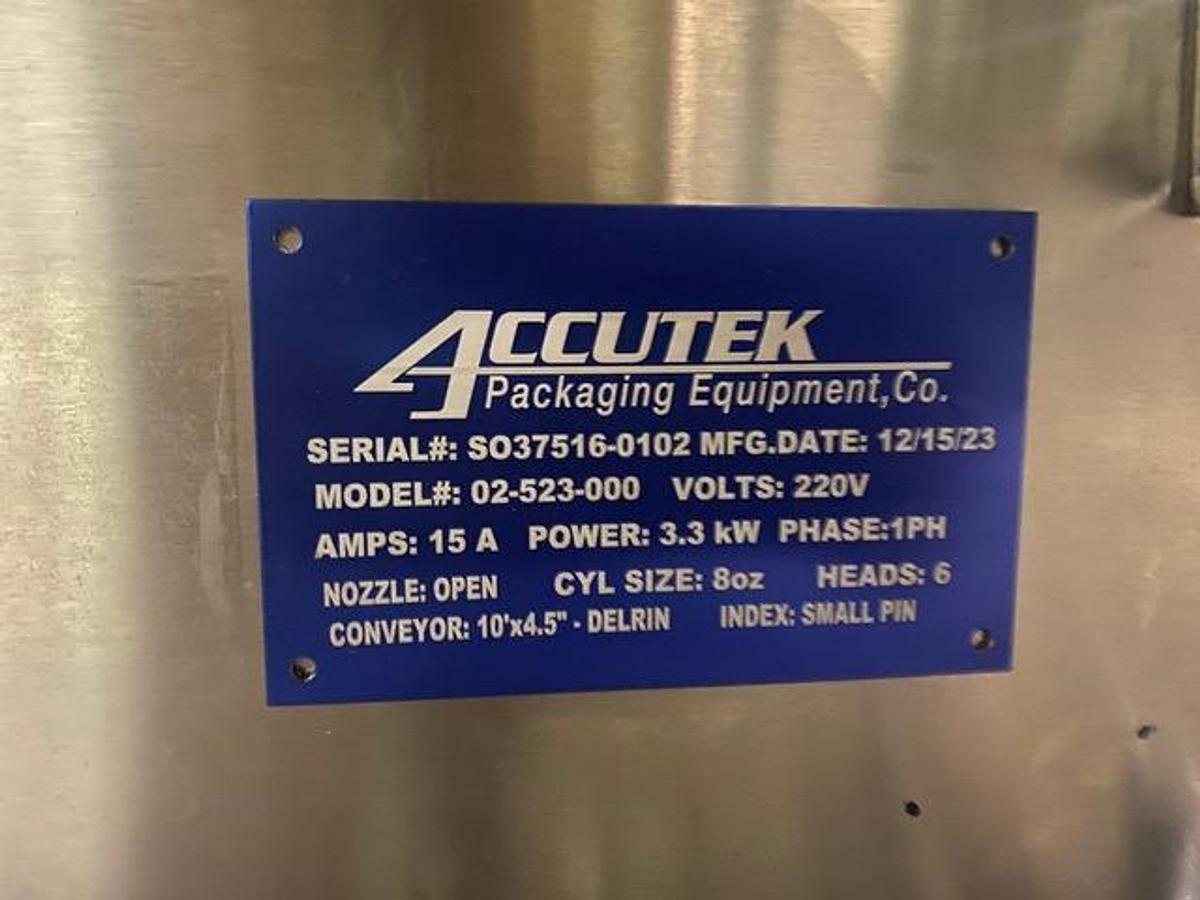 ACCUTEK
Packaging Equipment,Co.
SERIAL#: SO37516-0102 MFG.DATE: 12/15/23
MODEL#: 02-523-000 VOLTS: 220V
AMPS: 15 A POWER: 3.3 kW PHASE:1PH
NOZZLE: OPEN CYL SIZE: 8oz HEADS: 6
CONVEYOR: 10'x4.5" - DELRIN INDEX: SMALL PIN